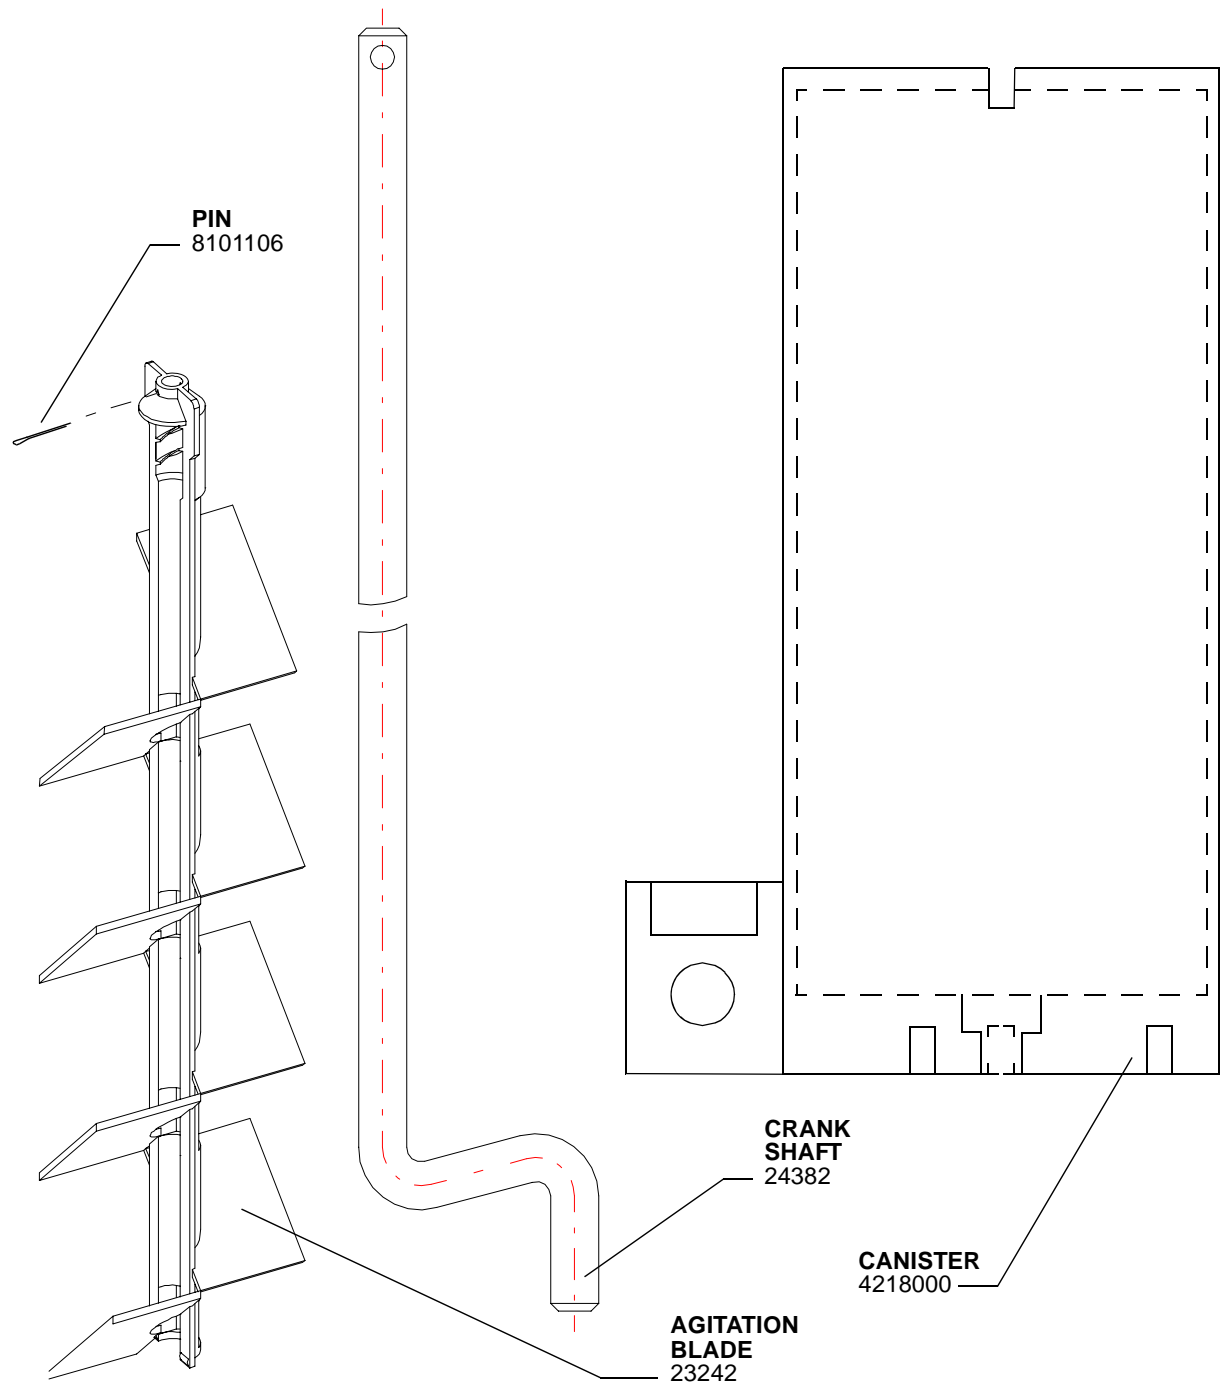 PIN
8101106
CRANK
SHAFT
24382
CANISTER
4218000
AGITATION
BLADE
23242